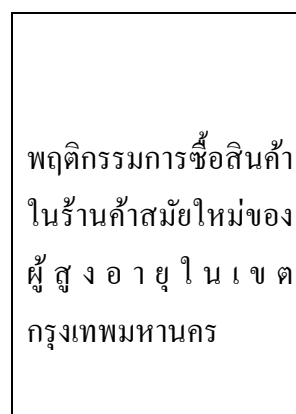 พฤติกรรมการซื้อสินค้า
ในร้านค้าสมัยใหม่ของ
ผู้สูงอายุในเขต
กรุงเทพมหานคร